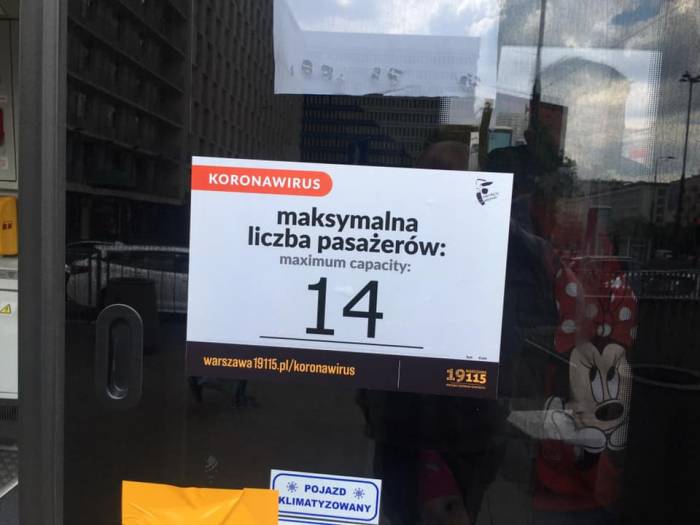 KORONAWIRUS
maksymalna
liczba pasażerów:
maximum capacity:
14
warszawa19115.pl/koronawirus
19115
POJAZD
KLIMATYZOWANY